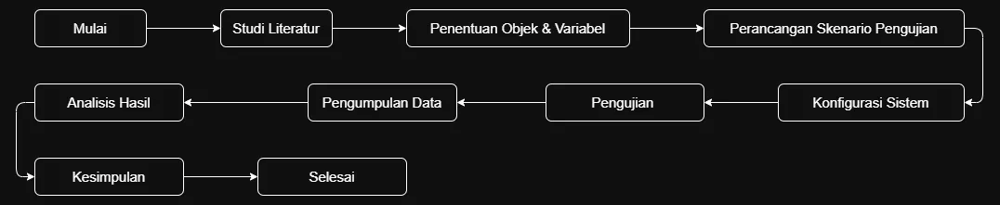 Mulai
Studi Literatur
Penentuan Objek & Variabel
Perancangan Skenario Pengujian
Konfigurasi Sistem
Pengujian
Pengumpulan Data
Analisis Hasil
Kesimpulan
Selesai